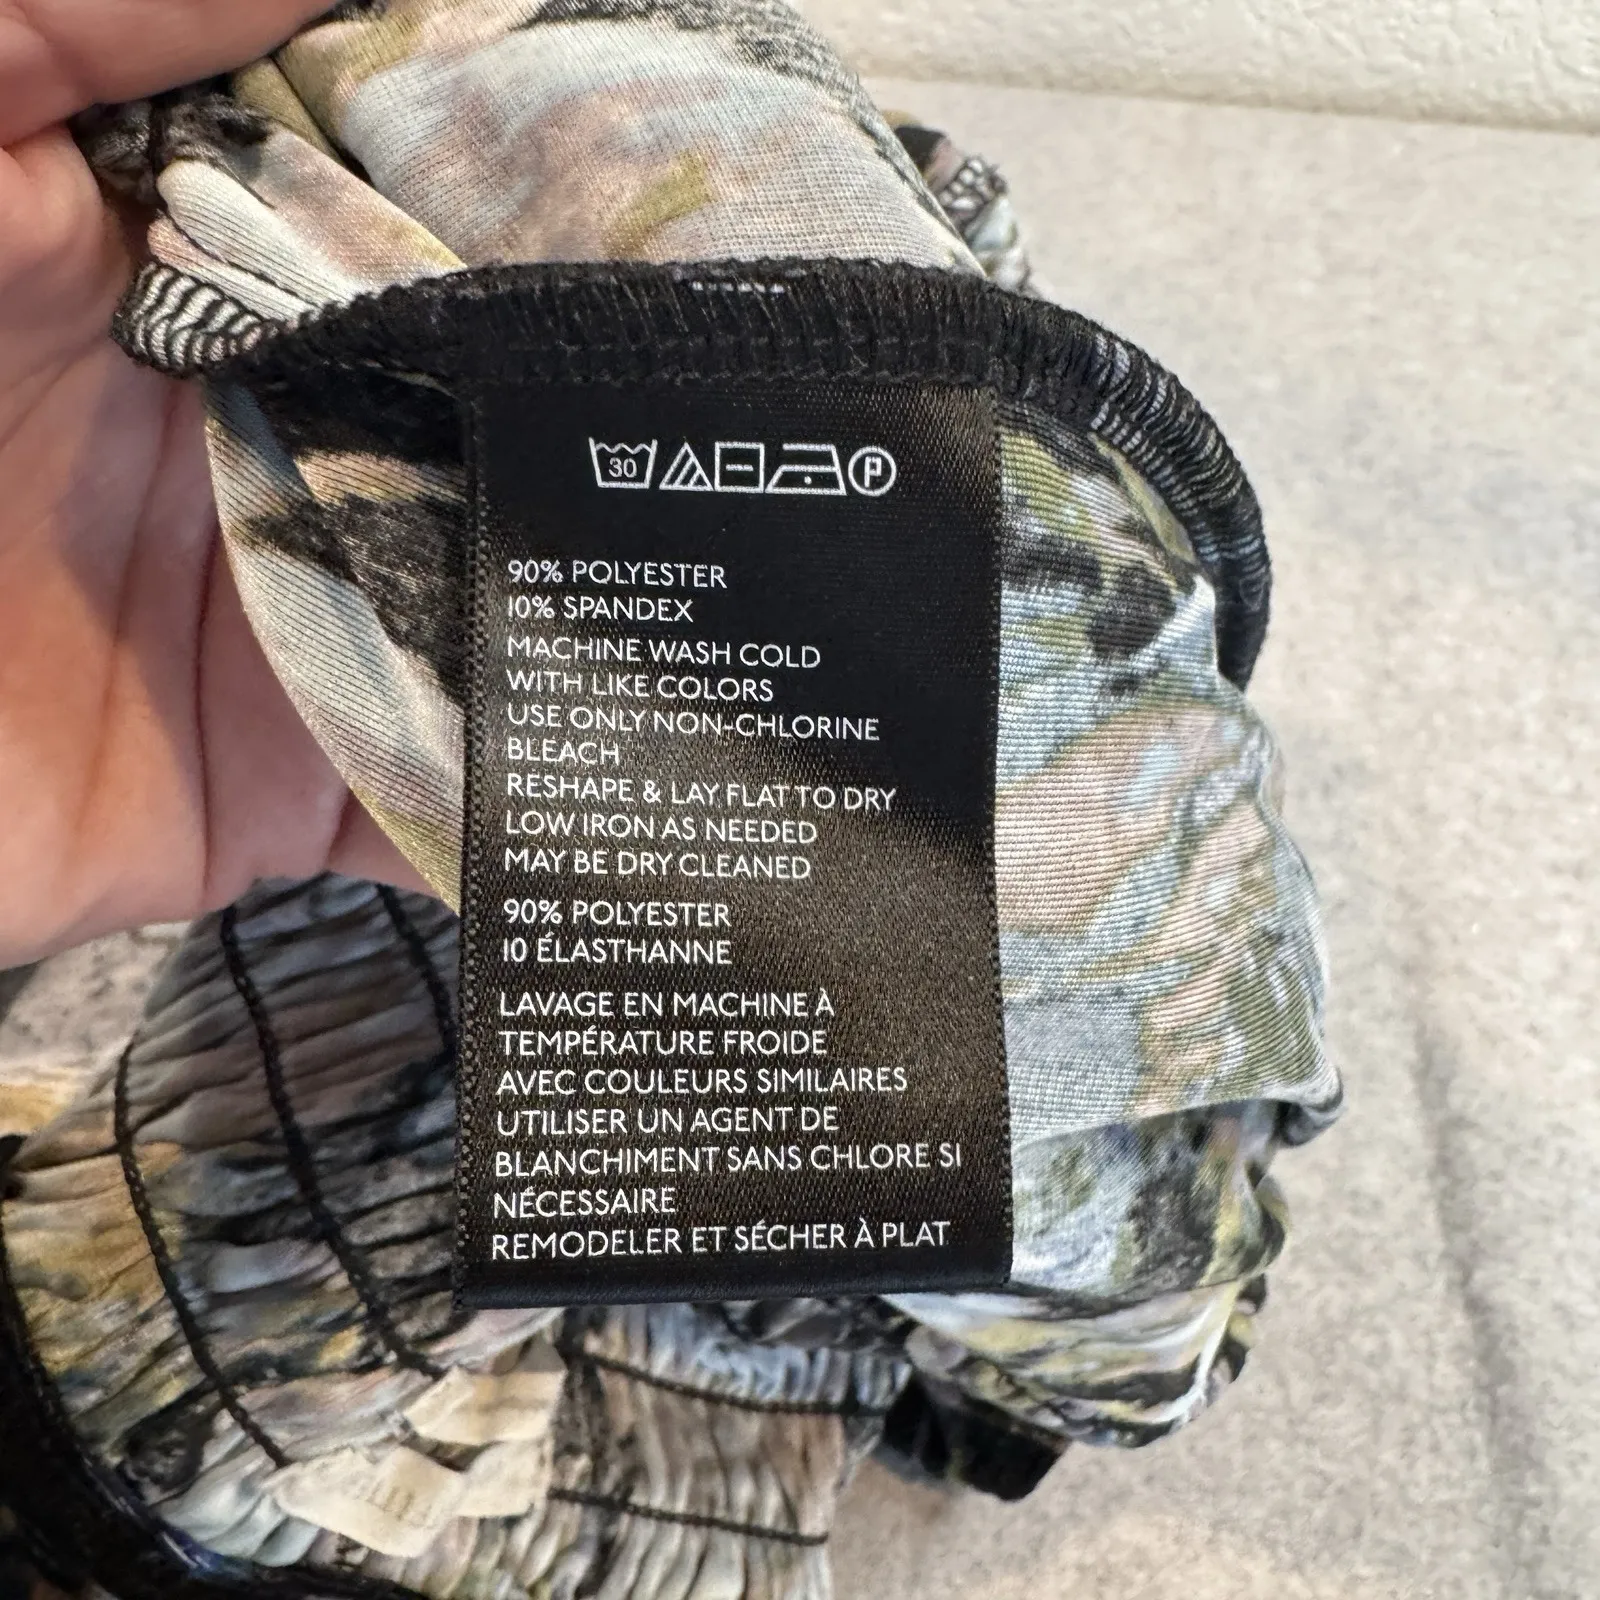 30
P
90% POLYESTER
10% SPANDEX
MACHINE WASH COLD
WITH LIKE COLORS
USE ONLY NON-CHLORINE
BLEACH
RESHAPE & LAY FLAT TO DRY
LOW IRON AS NEEDED
MAY BE DRY CLEANED
90% POLYESTER
10 ÉLASTHANNE
LAVAGE EN MACHINE À
TEMPÉRATURE FROIDE
AVEC COULEURS SIMILAIRES
UTILISER UN AGENT DE
BLANCHIMENT SANS CHLORE SI
NÉCESSAIRE
REMODELER ET SÉCHER À PLAT